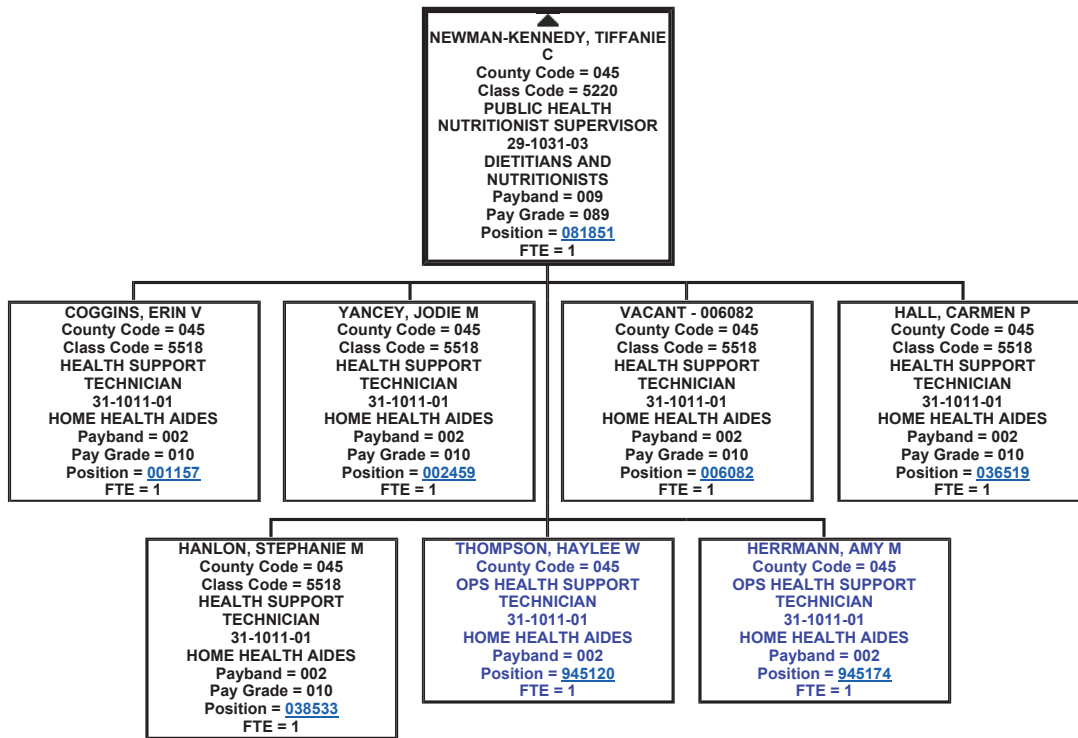 NEWMAN-KENNEDY, TIFFANIE
C
County Code = 045
Class Code = 5220
PUBLIC HEALTH
NUTRITIONIST SUPERVISOR
29-1031-03
DIETITIANS AND
NUTRITIONISTS
Payband = 009
Pay Grade = 089
Position = 081851
FTE = 1
COGGINS, ERIN V
County Code = 045
Class Code = 5518
HEALTH SUPPORT
TECHNICIAN
31-1011-01
HOME HEALTH AIDES
Payband = 002
Pay Grade = 010
Position = 001157
FTE = 1
YANCEY, JODIE M
County Code = 045
Class Code = 5518
HEALTH SUPPORT
TECHNICIAN
31-1011-01
HOME HEALTH AIDES
Payband = 002
Pay Grade = 010
Position = 002459
FTE = 1
VACANT - 006082
County Code = 045
Class Code = 5518
HEALTH SUPPORT
TECHNICIAN
31-1011-01
HOME HEALTH AIDES
Payband = 002
Pay Grade = 010
Position = 006082
FTE = 1
HALL, CARMEN P
County Code = 045
Class Code = 5518
HEALTH SUPPORT
TECHNICIAN
31-1011-01
HOME HEALTH AIDES
Payband = 002
Pay Grade = 010
Position = 036519
FTE = 1
HANLON, STEPHANIE M
County Code = 045
Class Code = 5518
HEALTH SUPPORT
TECHNICIAN
31-1011-01
HOME HEALTH AIDES
Payband = 002
Pay Grade = 010
Position = 038533
FTE = 1
THOMPSON, HAYLEE W
County Code = 045
OPS HEALTH SUPPORT
TECHNICIAN
31-1011-01
HOME HEALTH AIDES
Payband = 002
Position = 945120
FTE = 1
HERRMANN, AMY M
County Code = 045
OPS HEALTH SUPPORT
TECHNICIAN
31-1011-01
HOME HEALTH AIDES
Payband = 002
Position = 945174
FTE = 1